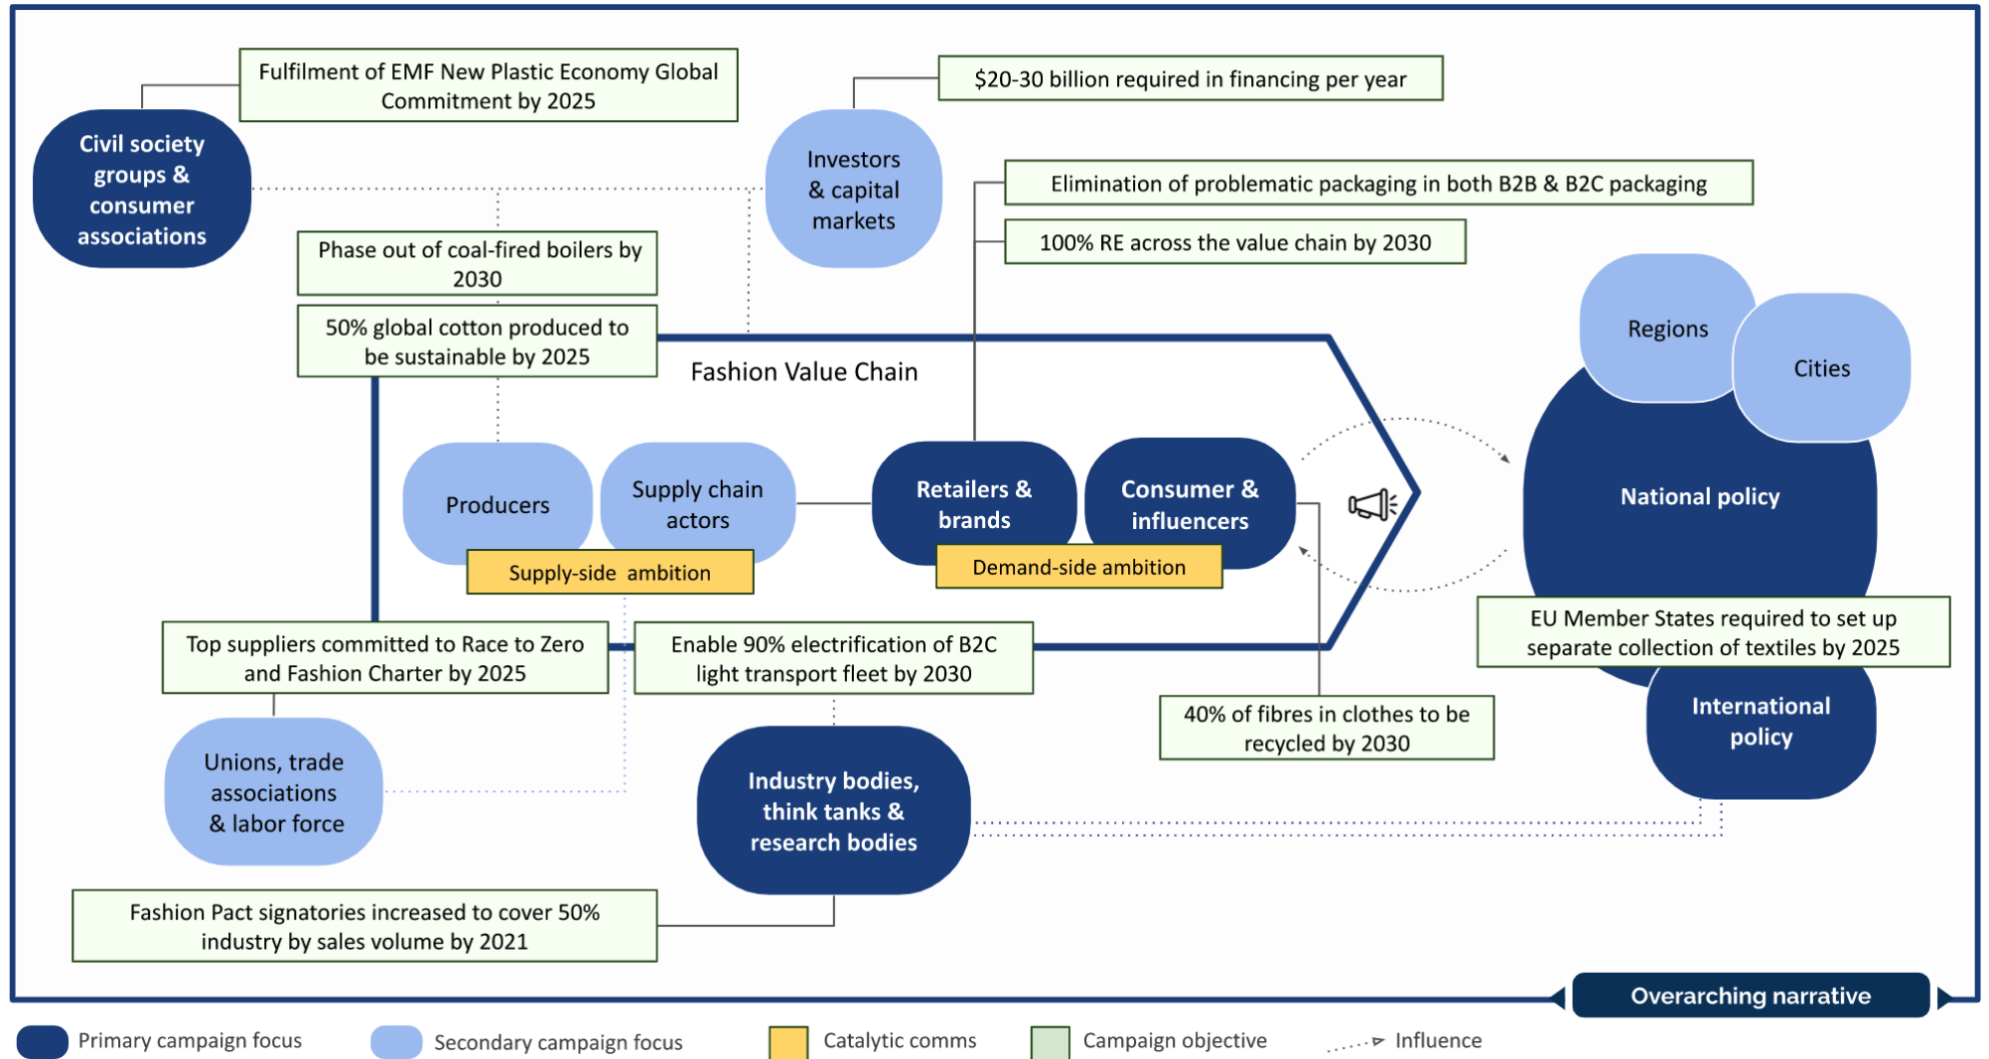 Fulfilment of EMF New Plastic Economy Global
Commitment by 2025
$20-30 billion required in financing per year
Civil society
groups &
consumer
associations
Investors
& capital
markets
Elimination of problematic packaging in both B2B & B2C packaging
100% RE across the value chain by 2030
Phase out of coal-fired boilers by
2030
50% global cotton produced to
be sustainable by 2025
Fashion Value Chain
Regions
Cities
Producers
Supply chain
actors
Retailers &
brands
Consumer &
influencers
National policy
Supply-side ambition
Demand-side ambition
Top suppliers committed to Race to Zero
and Fashion Charter by 2025
Enable 90% electrification of B2C
light transport fleet by 2030
EU Member States required to set up
separate collection of textiles by 2025
40% of fibres in clothes to be
recycled by 2030
International
policy
Unions, trade
associations
& labor force
Industry bodies,
think tanks &
research bodies
Fashion Pact signatories increased to cover 50%
industry by sales volume by 2021
Overarching narrative
Primary campaign focus
Secondary campaign focus
Catalytic comms
Campaign objective
Influence